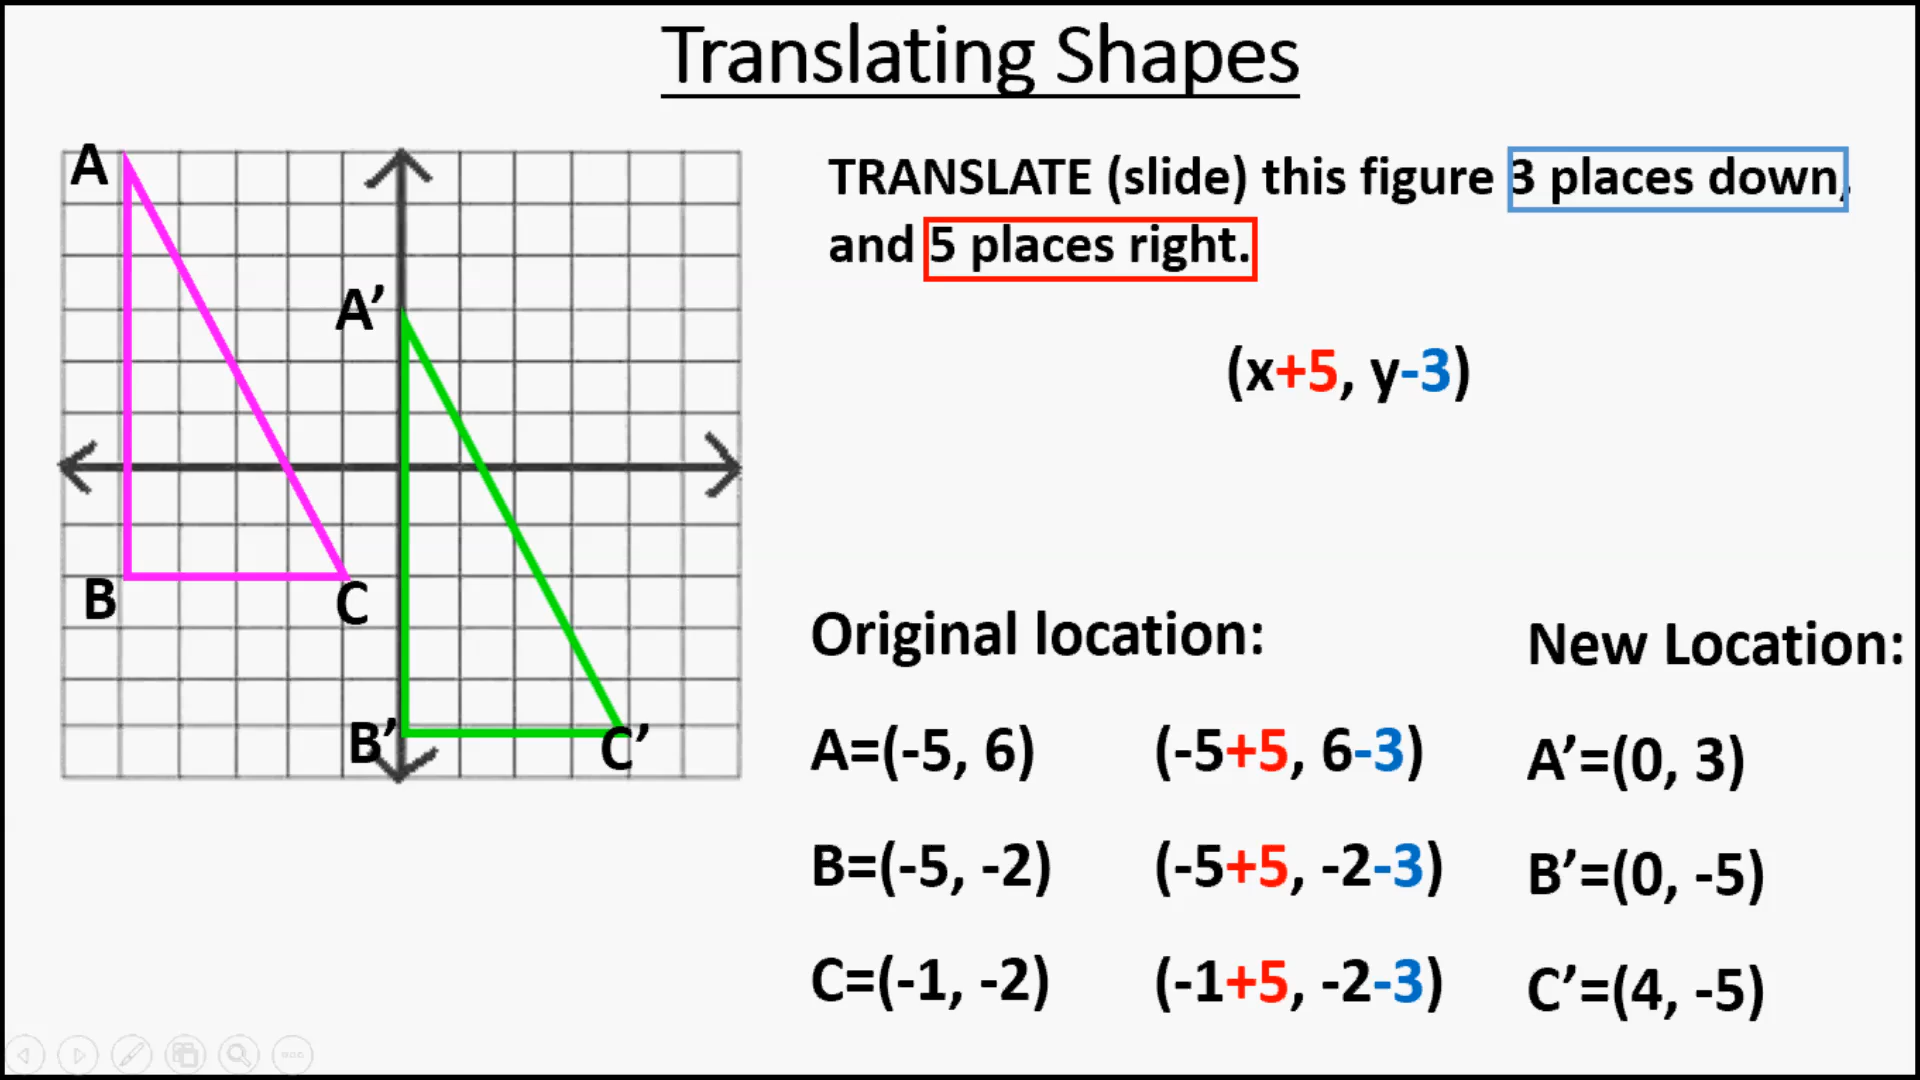 Translating Shapes
TRANSLATE (slide) this figure 3 places down,
and 5 places right.
(x+5, y-3)
A
A’
B
C
B’
C’
Original location:
New Location:
A=(-5, 6) (-5+5, 6-3) A’=(0, 3)
B=(-5, -2) (-5+5, -2-3) B’=(0, -5)
C=(-1, -2) (-1+5, -2-3) C’=(4, -5)